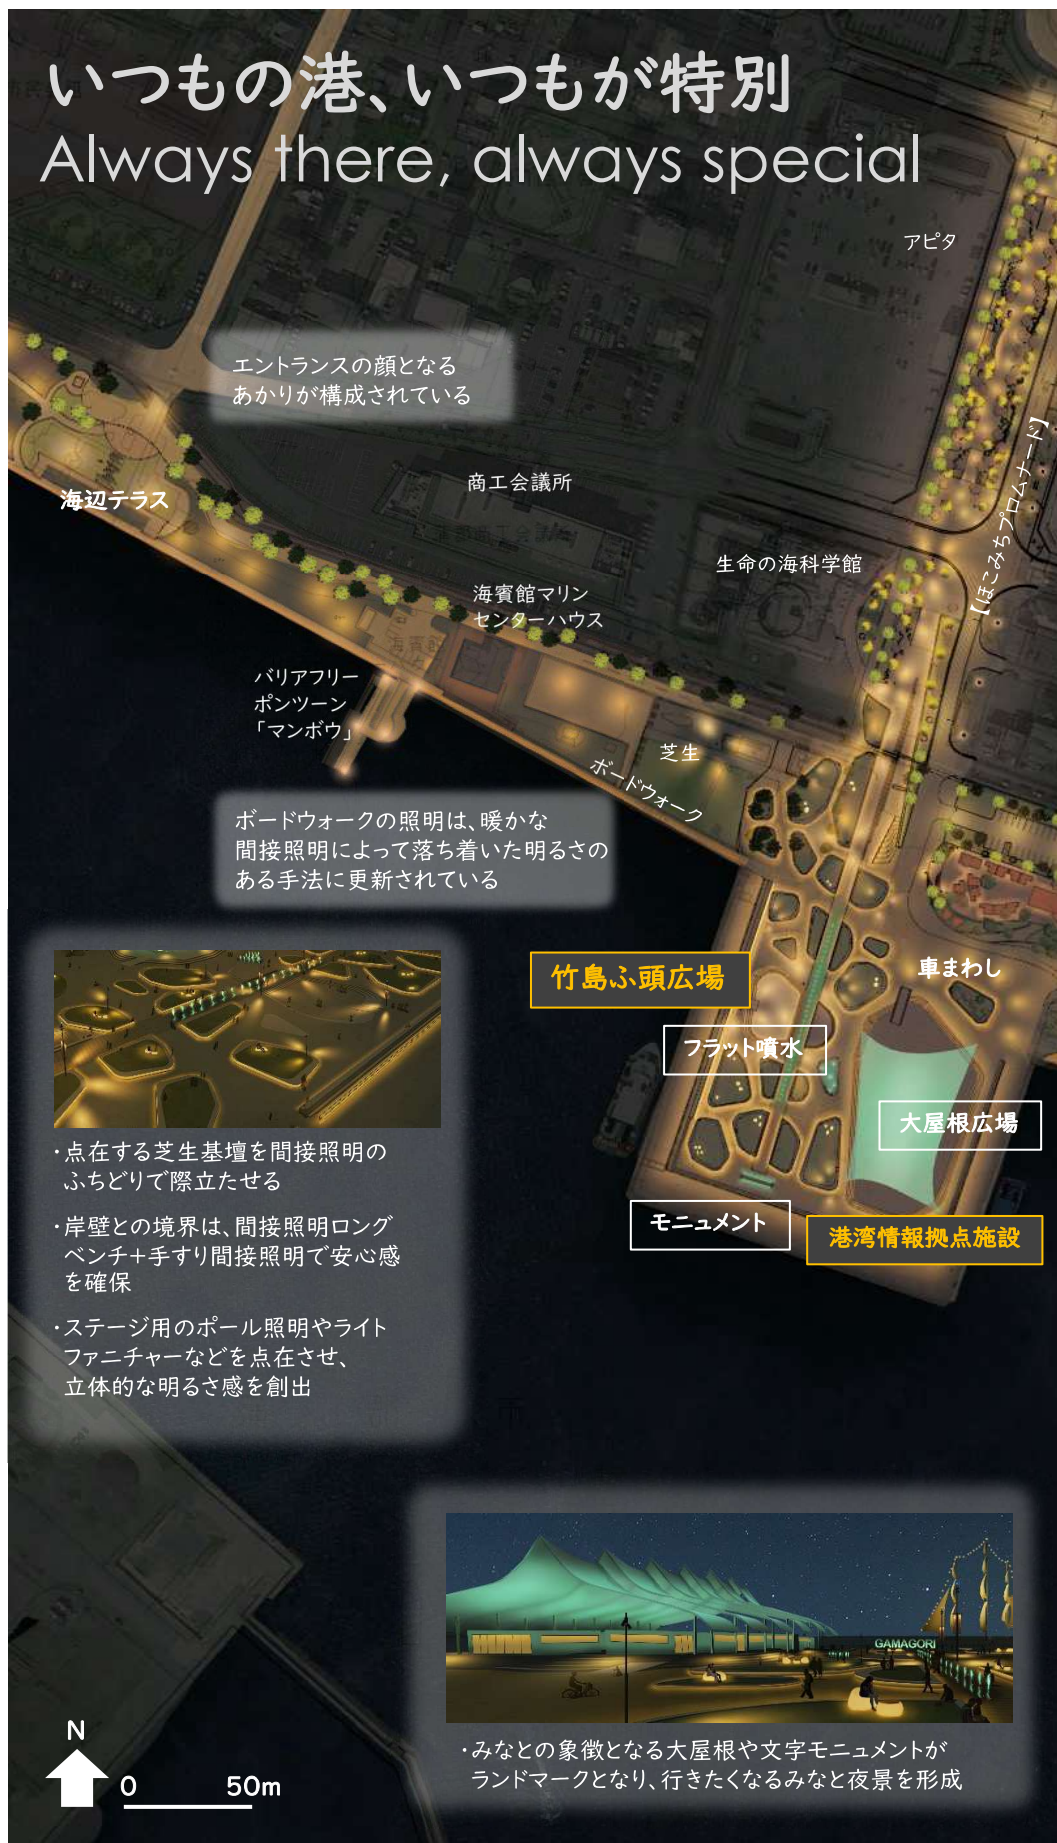 いつもの港、いつもが特別
Always there, always special
アピタ
エントランスの顔となる
あかりが構成されている
【ほこみちプロムナード】
商工会議所
海辺テラス
生命の海科学館
海賓館マリン
センターハウス
バリアフリー
ポンツーン
「マンボウ」
芝生
ボードウォーク
ボードウォークの照明は、暖かな
間接照明によって落ち着いた明るさの
ある手法に更新されている
竹島ふ頭広場
車まわし
フラット噴水
大屋根広場
モニュメント
港湾情報拠点施設
・点在する芝生基壇を間接照明の
ふちどりで際立たせる
・岸壁との境界は、間接照明ロング
ベンチ+手すり間接照明で安心感
を確保
・ステージ用のポール照明やライト
ファニチャーなどを点在させ、
立体的な明るさ感を創出
GAMAGORI
・みなとの象徴となる大屋根や文字モニュメントが
ランドマークとなり、行きたくなるみなと夜景を形成
N
0 50m